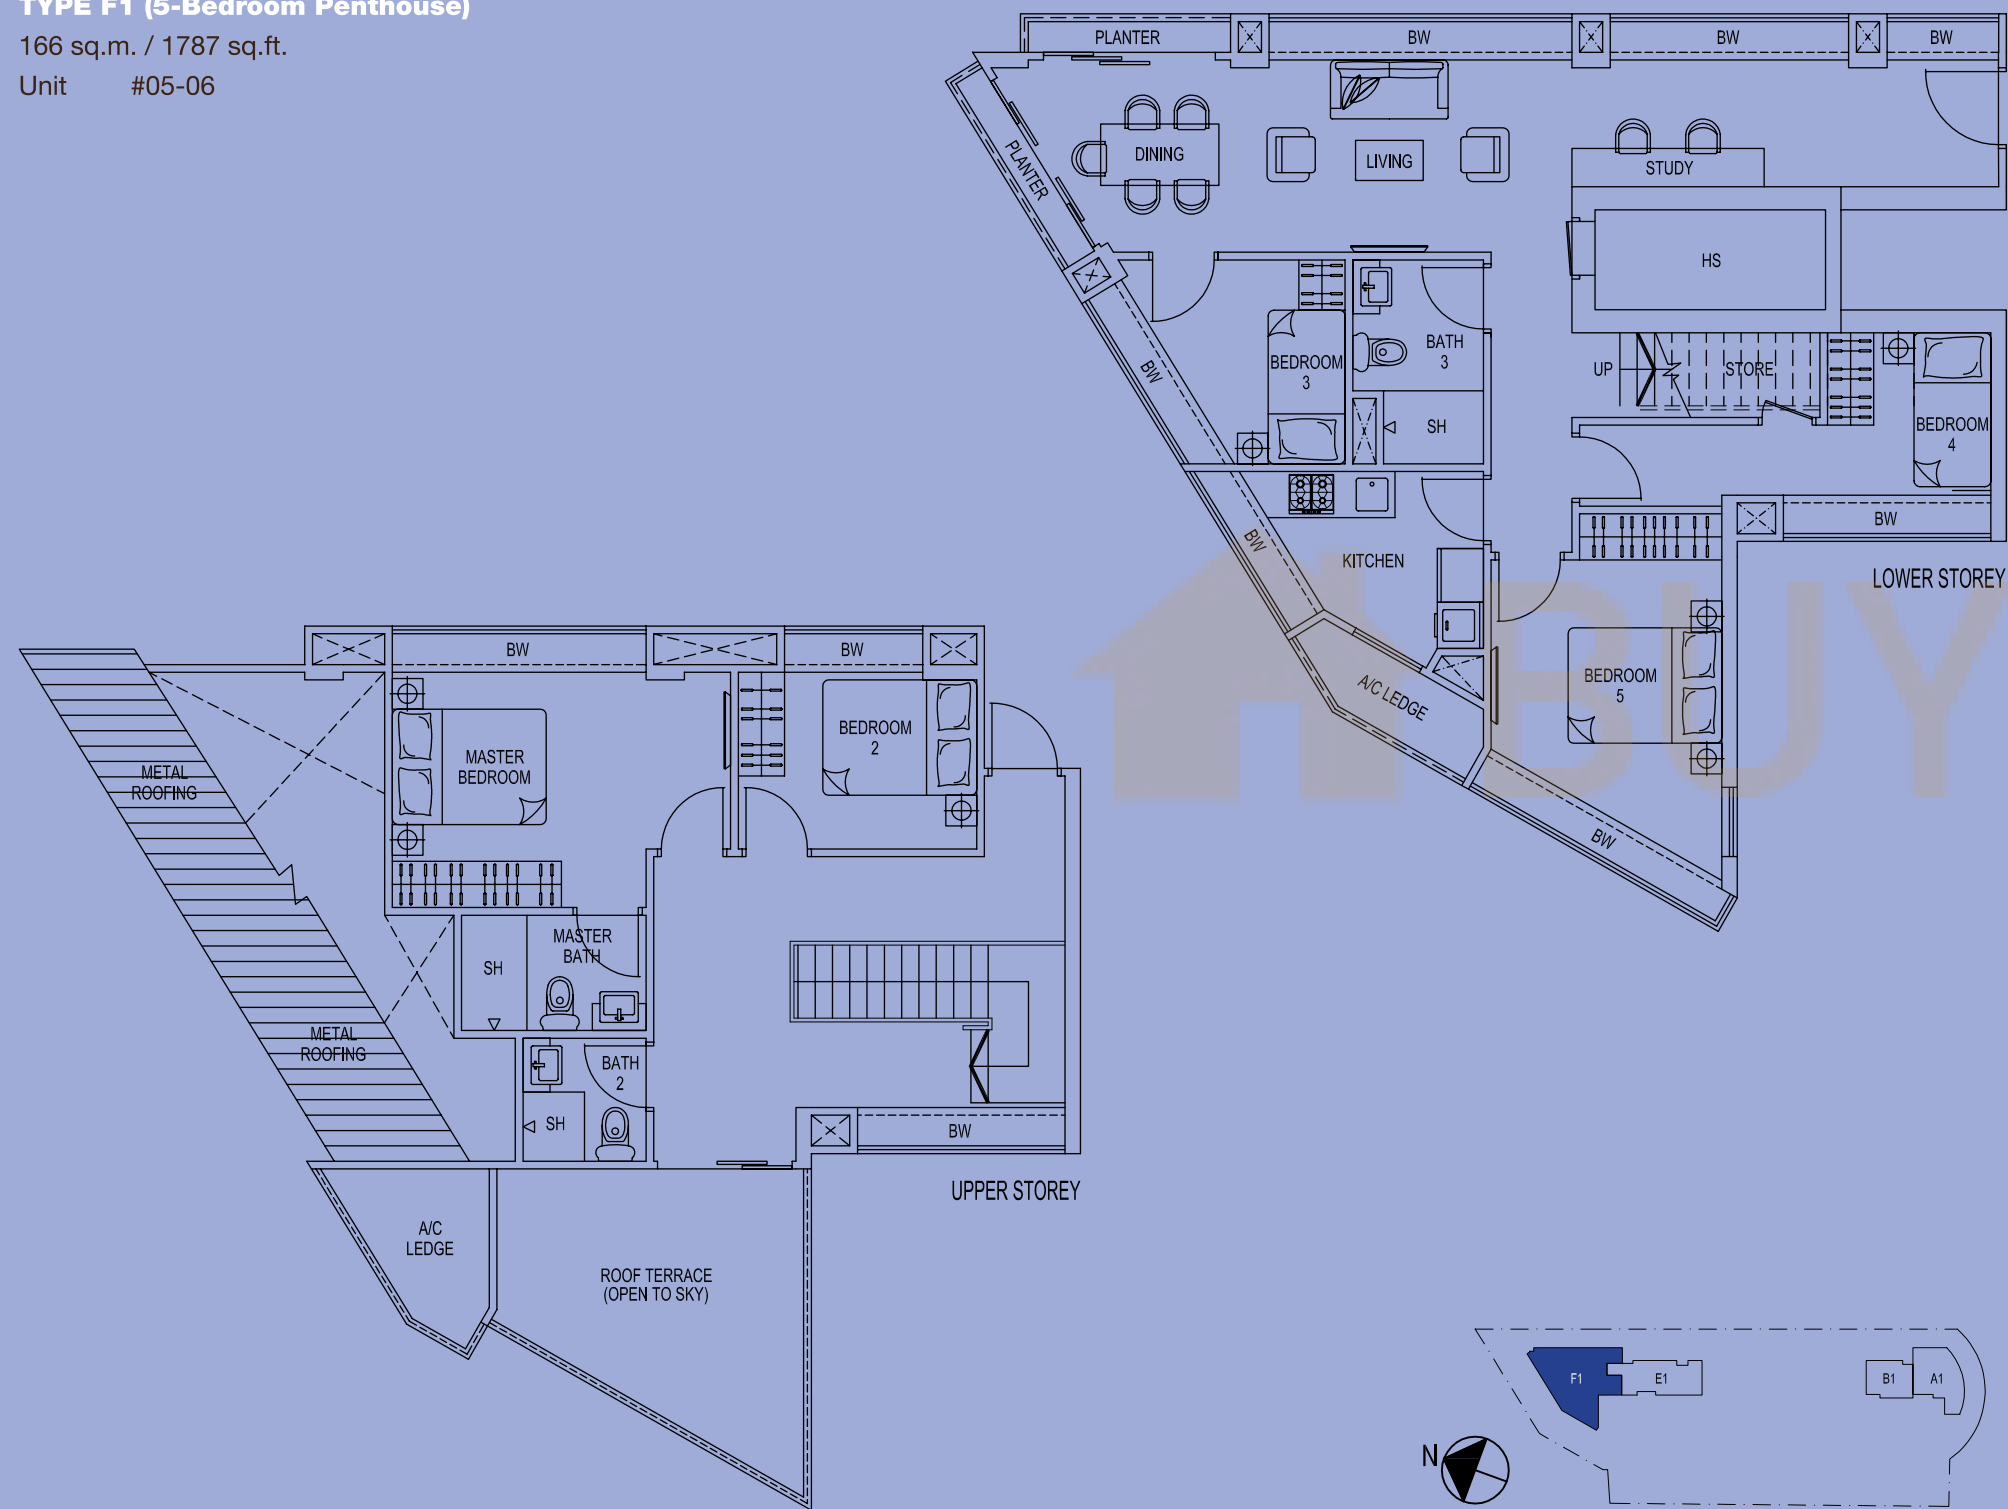 TYPE F1 (5-Bedroom Penthouse)
166 sq.m. / 1787 sq.ft.
Unit #05-06
PLANTER
BW
BW
BW
PLANTER
DINING
LIVING
STUDY
HS
BW
BEDROOM
3
BATH
3
SH
UP
STORE
BEDROOM
4
BW
BW
KITCHEN
LOWER STOREY
A/C LEDGE
BEDROOM
5
BW
BUY
BW
BW
METAL
ROOFING
MASTER
BEDROOM
BEDROOM
2
MASTER
BATH
SH
METAL
ROOFING
BATH
2
SH
BW
UPPER STOREY
A/C
LEDGE
ROOF TERRACE
(OPEN TO SKY)
F1
E1
B1
A1
N